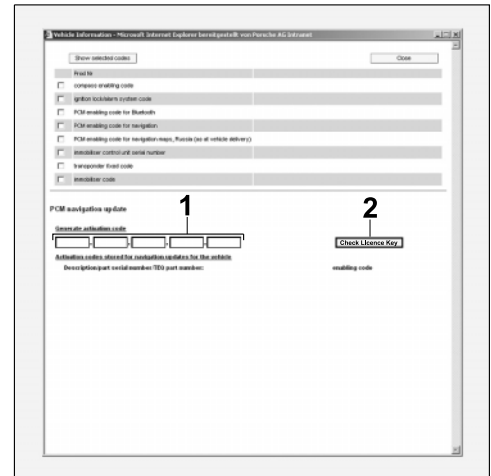 Vehicle Information - Microsoft Internet Explorer bereitgestellt von Porsche AG Intranet
Show selected codes
Close
Prod Nr
compass enabling code
ignition lock/alarm system code
PCM enabling code for Bluetooth
PCM enabling code for navigation
PCM enabling code for navigation maps, Russia (as at vehicle delivery)
immobiliser control unit serial number
transponder fixed code
immobiliser code
PCM navigation update
1
2
Generate activation code
Check Licence Key
Activation codes stored for navigation updates for the vehicle
Description/part serial number/TEQ part number:
enabling code